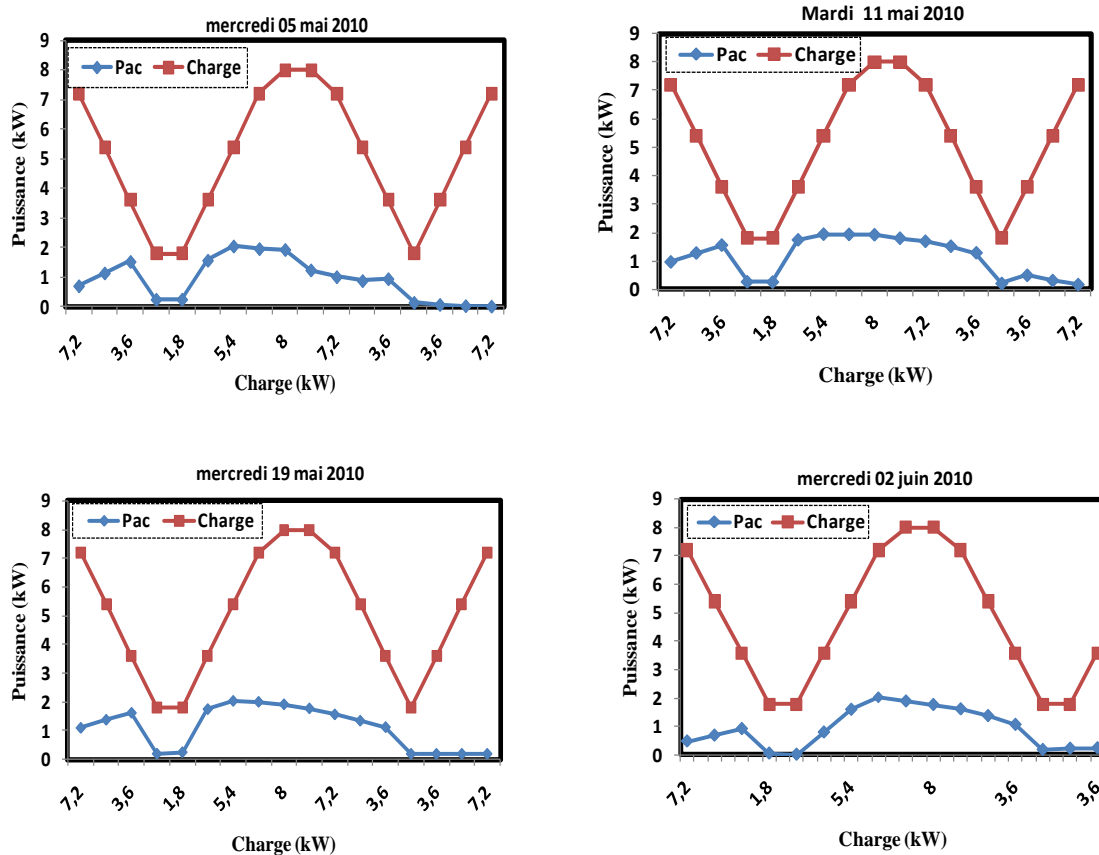 mercredi 05 mai 2010
Pac Charge
Puissance (kW)
9
8
7
6
5
4
3
2
1
0
7,2 3,6 1,8 5,4 8 7,2 3,6 3,6 7,2
Charge (kW)
Mardi 11 mai 2010
Pac Charge
Puissance (kW)
9
8
7
6
5
4
3
2
1
0
7,2 3,6 1,8 5,4 8 7,2 3,6 3,6 7,2
Charge (kW)
mercredi 19 mai 2010
Pac Charge
Puissance (kW)
9
8
7
6
5
4
3
2
1
0
7,2 3,6 1,8 5,4 8 7,2 3,6 3,6 7,2
Charge (kW)
mercredi 02 juin 2010
Pac Charge
Puissance (kW)
9
8
7
6
5
4
3
2
1
0
7,2 1,8 5,4 8 3,6 3,6
Charge (kW)